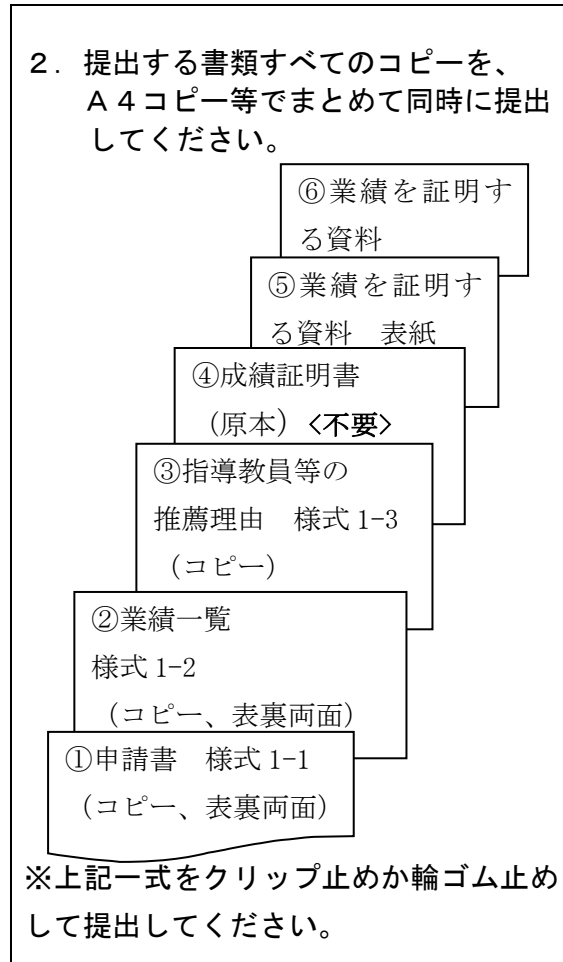 ２．提出する書類すべてのコピーを、
Ａ４コピー等でまとめて同時に提出
してください。
⑥業績を証明す
る資料
⑤業績を証明す
る資料　表紙
④成績証明書
（原本）〈不要〉
③指導教員等の
推薦理由　様式 1-3
（コピー）
②業績一覧
様式 1-2
（コピー、表裏両面）
①申請書　様式 1-1
（コピー、表裏両面）
※上記一式をクリップ止めか輪ゴム止め
して提出してください。